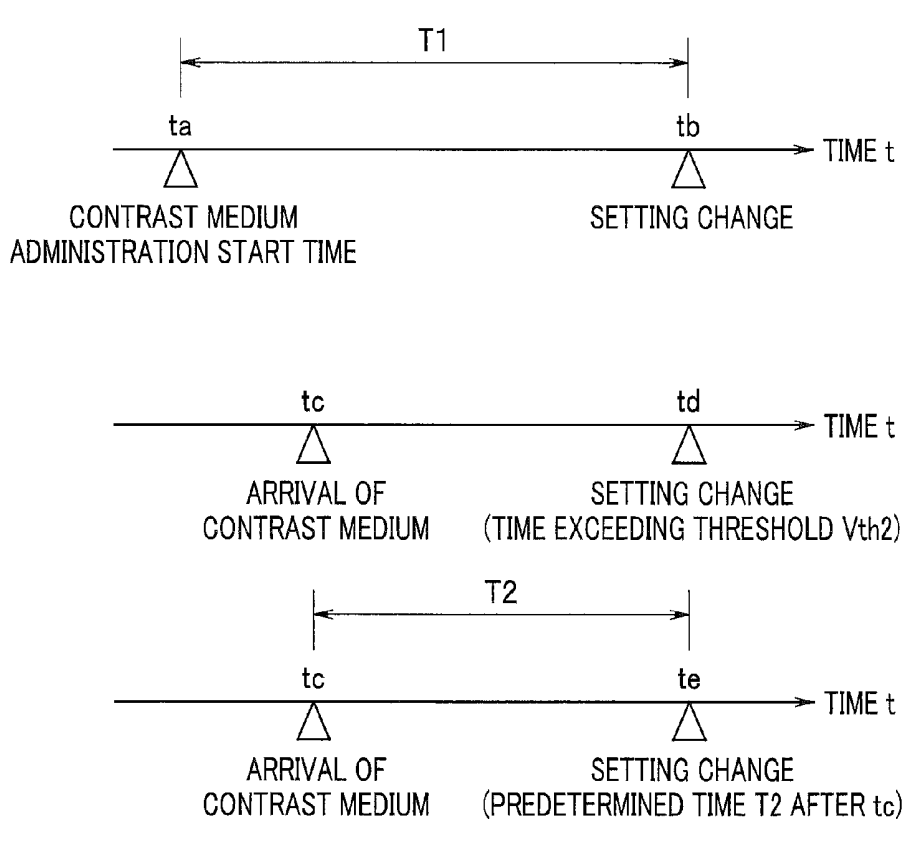 T1
ta
tb
TIME t
CONTRAST MEDIUM
ADMINISTRATION START TIME
SETTING CHANGE
tc
td
TIME t
ARRIVAL OF
CONTRAST MEDIUM
SETTING CHANGE
(TIME EXCEEDING THRESHOLD Vth2)
T2
tc
te
TIME t
ARRIVAL OF
CONTRAST MEDIUM
SETTING CHANGE
(PREDETERMINED TIME T2 AFTER tc)